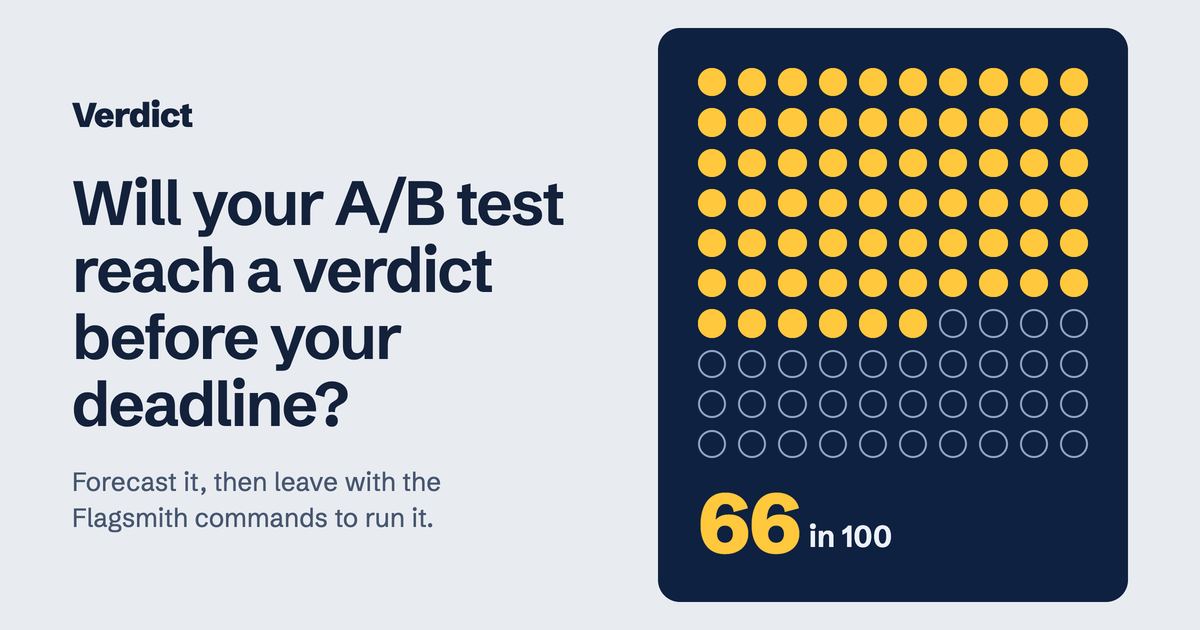 Verdict
Will your A/B test
reach a verdict
before your
deadline?
Forecast it, then leave with the
Flagsmith commands to run it.
66 in 100